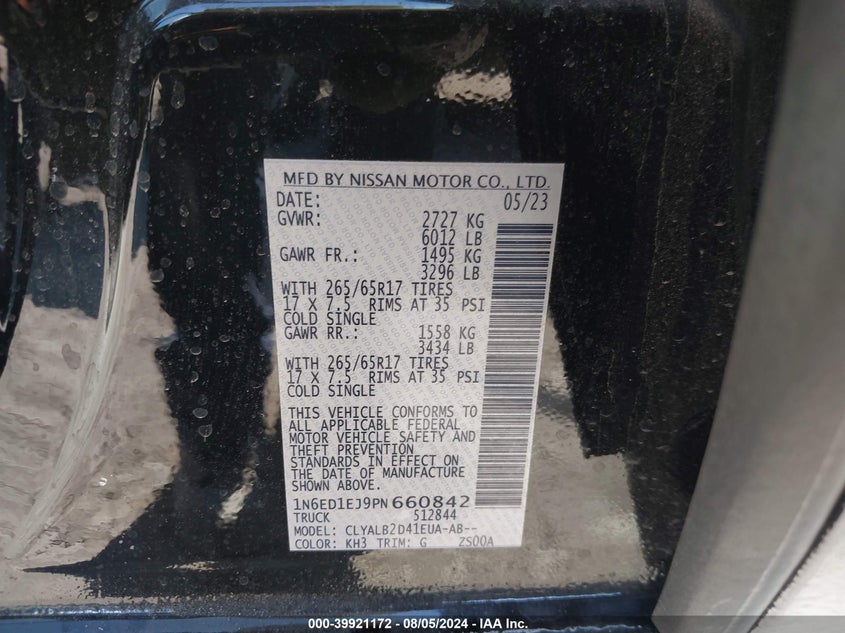 MFD BY NISSAN MOTOR CO., LTD.
DATE: 05/23
GVWR: 2727 KG
6012 LB
GAWR FR.: 1495 KG
3296 LB
WITH 265/65R17 TIRES
17 X 7.5 RIMS AT 35 PSI
COLD SINGLE
GAWR RR.: 1558 KG
3434 LB
WITH 265/65R17 TIRES
17 X 7.5 RIMS AT 35 PSI
COLD SINGLE
THIS VEHICLE CONFORMS TO
ALL APPLICABLE FEDERAL
MOTOR VEHICLE SAFETY AND
THEFT PREVENTION
STANDARDS IN EFFECT ON
THE DATE OF MANUFACTURE
SHOWN ABOVE.
1N6ED1EJ9PN660842
TRUCK 512844
MODEL: CLYALB2D41EUA-AB--
COLOR: KH3 TRIM: G ZS00A
000-39921172 - 08/05/2024 - IAA Inc.